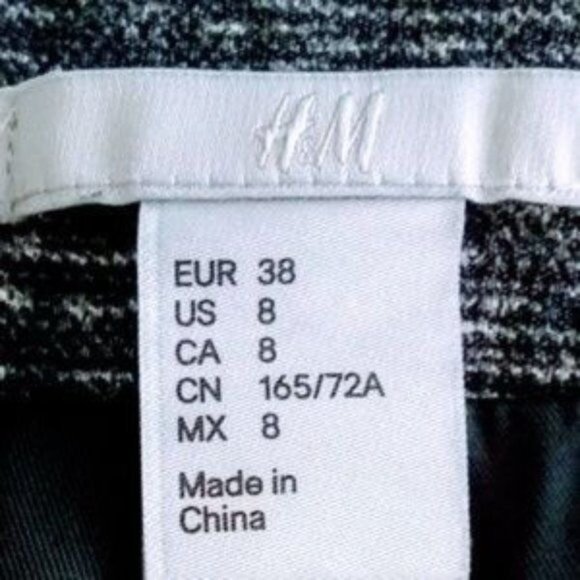 H&M
EUR 38
US 8
CA 8
CN 165/72A
MX 8
Made in
China